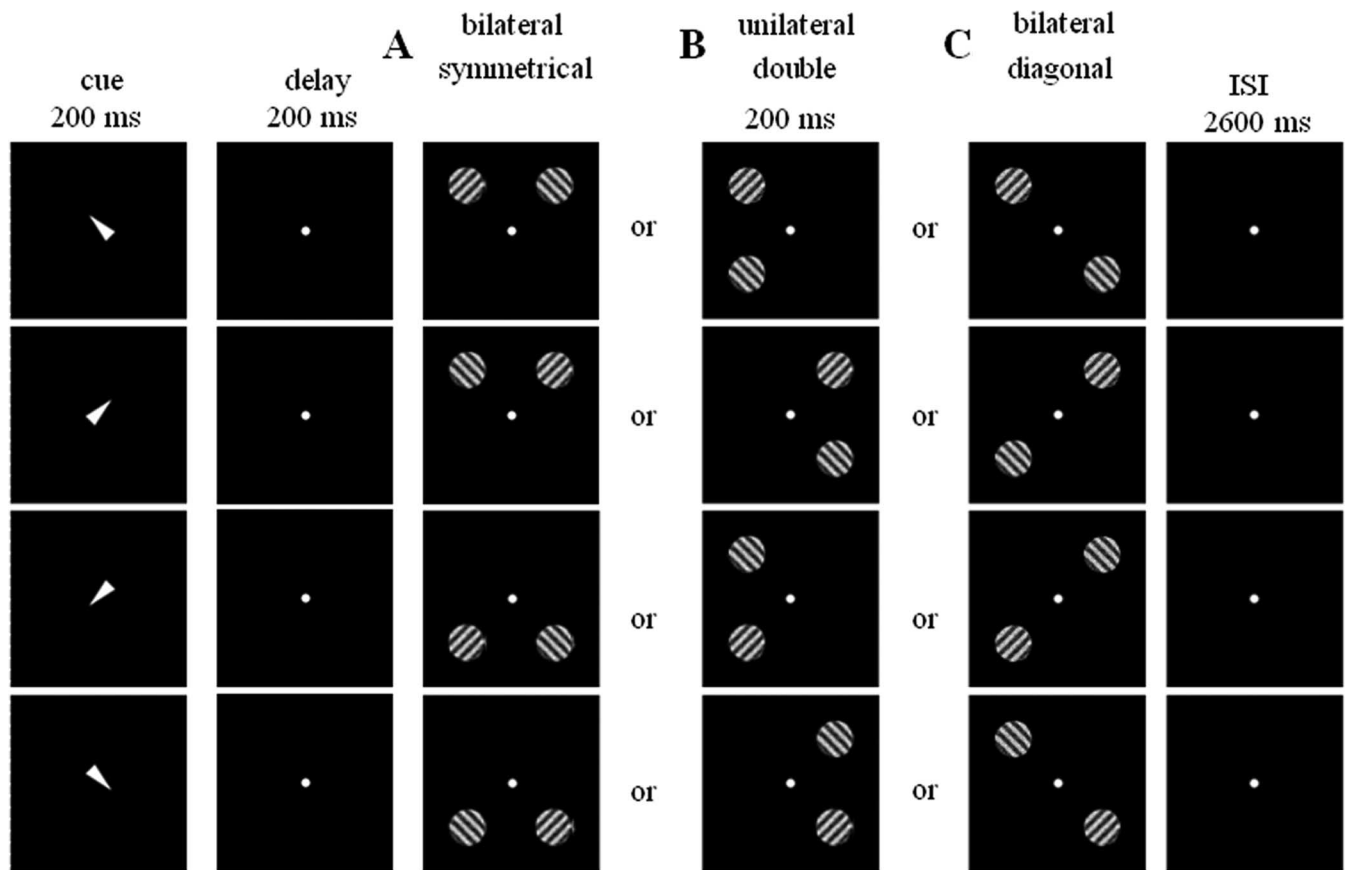 cue
200 ms
delay
200 ms
A
bilateral
symmetrical
B
unilateral
double
200 ms
C
bilateral
diagonal
ISI
2600 ms
or
or
or
or
or
or
or
or